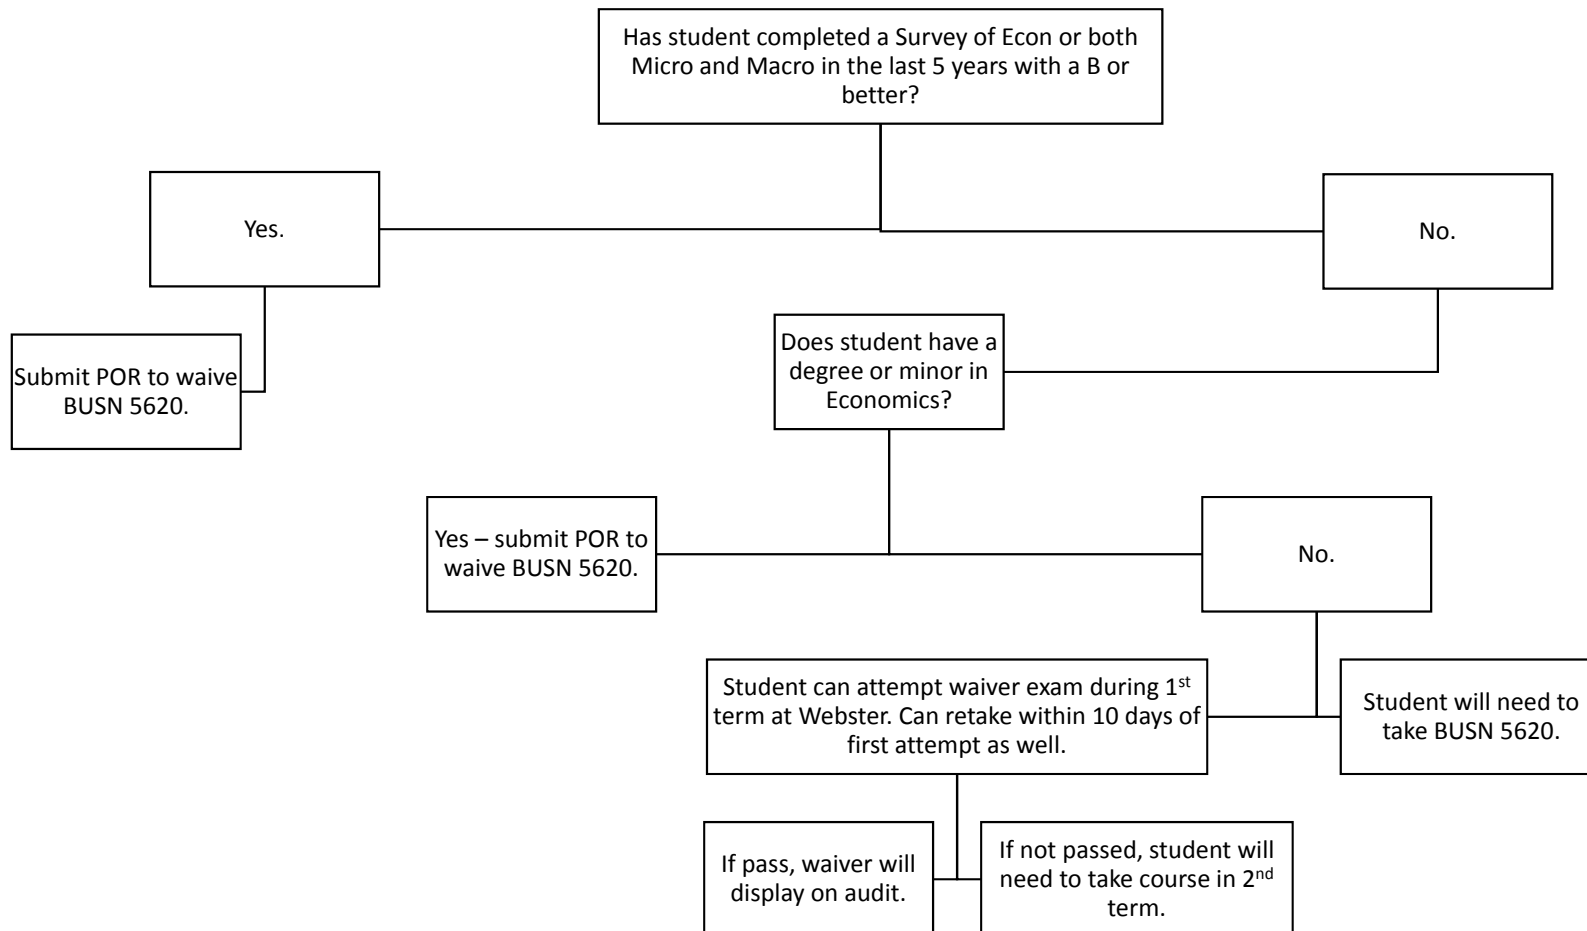 Has student completed a Survey of Econ or both
Micro and Macro in the last 5 years with a B or
better?
Yes.
No.
Submit POR to waive
BUSN 5620.
Does student have a
degree or minor in
Economics?
Yes – submit POR to
waive BUSN 5620.
No.
Student can attempt waiver exam during 1st
term at Webster. Can retake within 10 days of
first attempt as well.
Student will need to
take BUSN 5620.
If pass, waiver will
display on audit.
If not passed, student will
need to take course in 2nd
term.